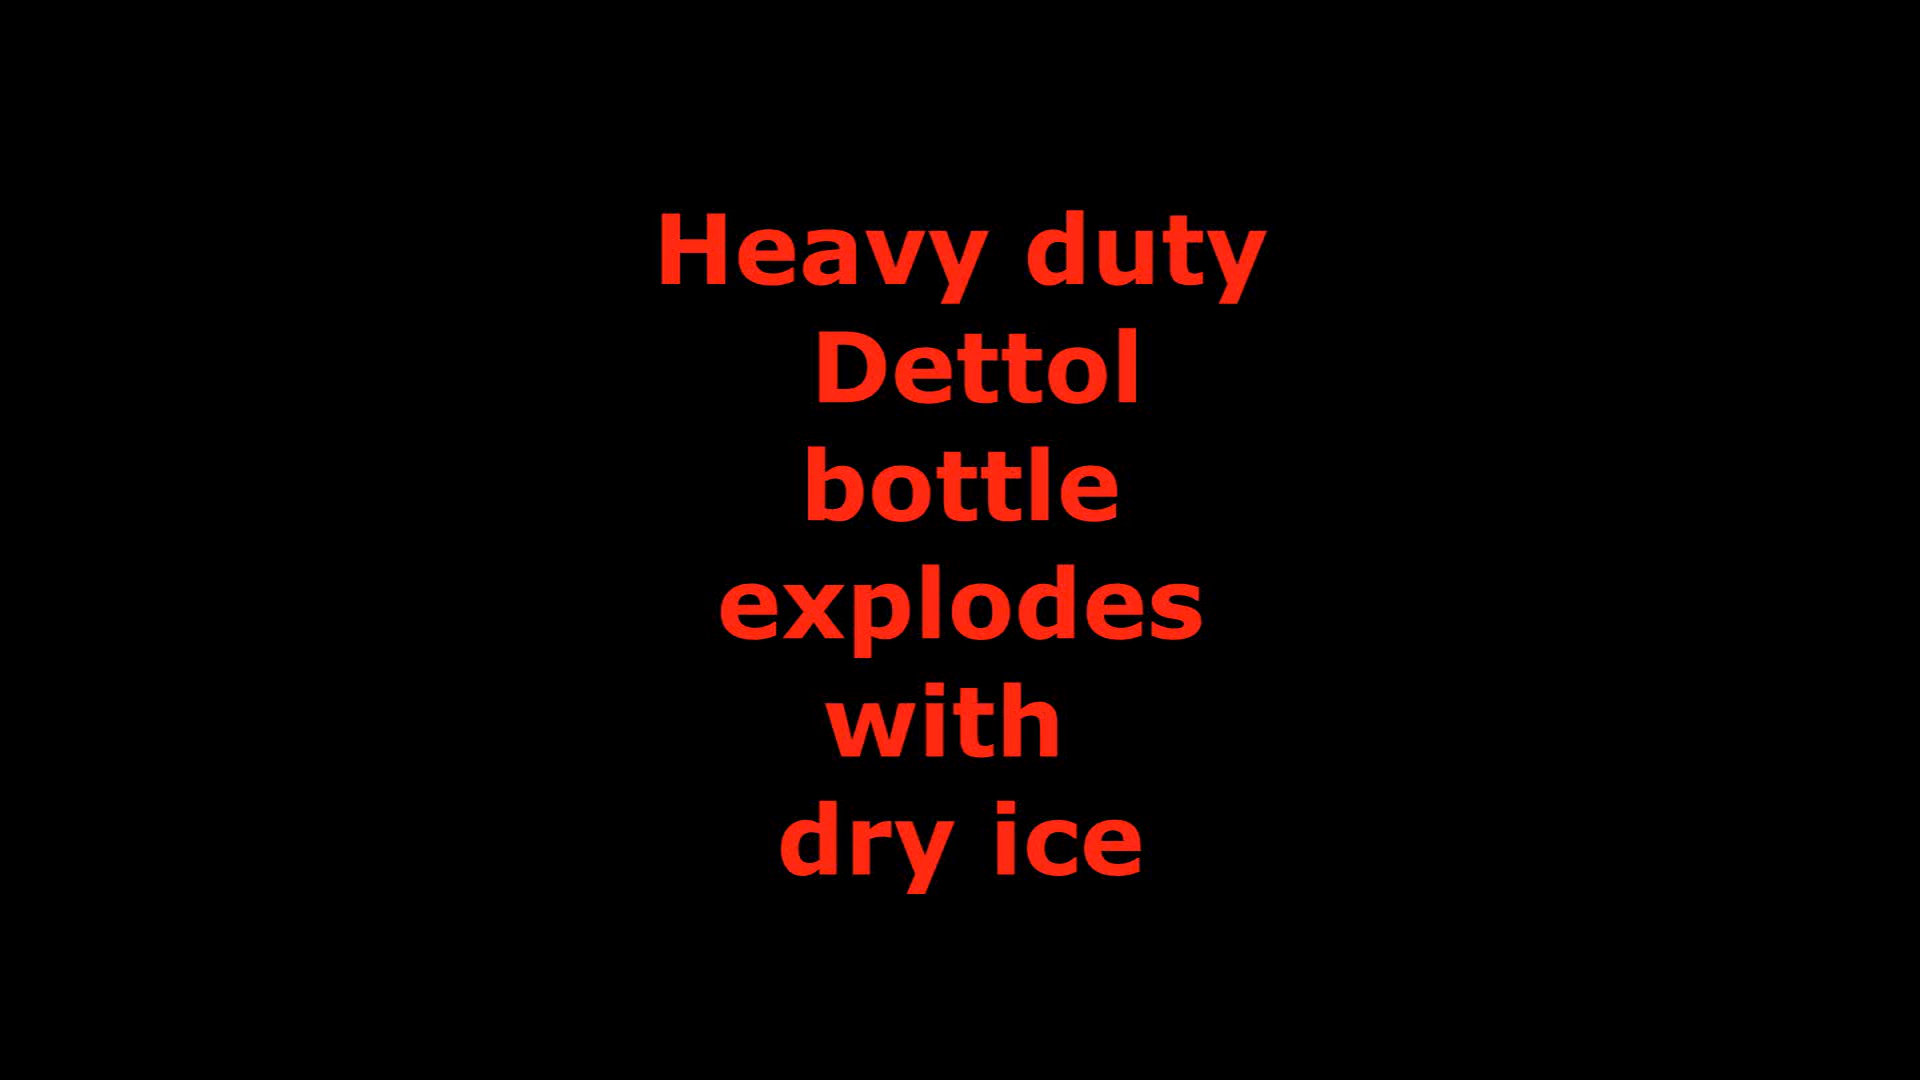 Heavy duty
Dettol
bottle
explodes
with
dry ice